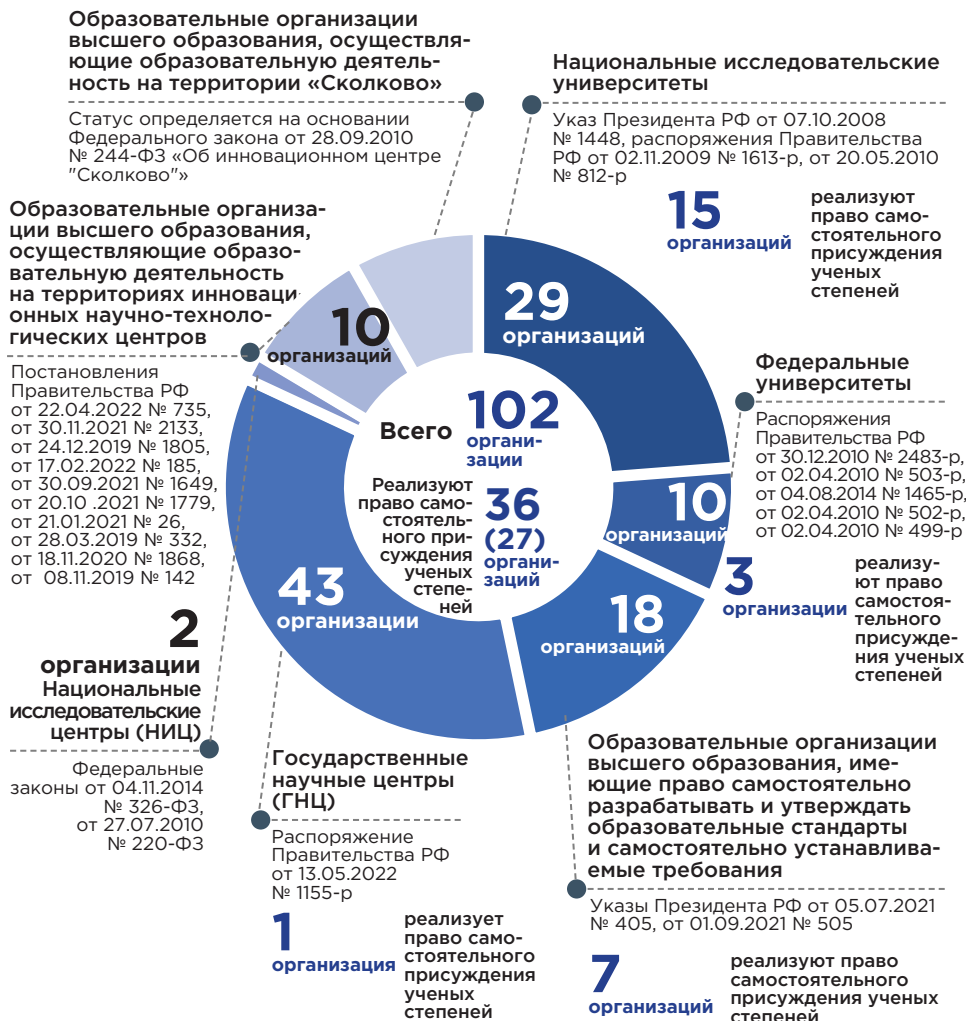 Образовательные организации
высшего образования, осуществля-
ющие образовательную деятель-
ность на территории «Сколково»
Статус определяется на основании
Федерального закона от 28.09.2010
№ 244-ФЗ «Об инновационном центре
"Сколково"»
Национальные исследовательские
университеты
Указ Президента РФ от 07.10.2008
№ 1448, распоряжения Правительства
РФ от 02.11.2009 № 1613-р, от 20.05.2010
№ 812-р
15
организаций
реализуют
право само-
стоятельного
присуждения
ученых
степеней
Образовательные организа-
ции высшего образования,
осуществляющие образо-
вательную деятельность
на территориях инноваци-
онных научно-техноло-
гических центров
Постановления
Правительства РФ
от 22.04.2022 № 735,
от 30.11.2021 № 2133,
от 24.12.2019 № 1805,
от 17.02.2022 № 185,
от 30.09.2021 № 1649,
от 20.10 .2021 № 1779,
от 21.01.2021 № 26,
от 28.03.2019 № 332,
от 18.11.2020 № 1868,
от 08.11.2019 № 142
29
организаций
10
организаций
Федеральные
университеты
Распоряжения
Правительства РФ
от 30.12.2010 № 2483-р,
от 02.04.2010 № 503-р,
от 04.08.2014 № 1465-р,
от 02.04.2010 № 502-р,
от 02.04.2010 № 499-р
3
организации
реализу-
ют право
самостоя-
тельного
присужде-
ния ученых
степеней
Всего
102
органи-
зации
Реализуют
право само-
стоятель-
ного при-
суждения
ученых
степе-
ней
36
(27)
органи-
заций
10
организаций
43
организации
18
организаций
2
организации
Национальные
исследовательские
центры (НИЦ)
Федеральные
законы от 04.11.2014
№ 326-ФЗ,
от 27.07.2010
№ 220-ФЗ
Государственные
научные центры
(ГНЦ)
Распоряжение
Правительства РФ
от 13.05.2022
№ 1155-р
1
организация
реализует
право само-
стоятельного
присуждения
ученых
степеней
Образовательные организации
высшего образования, име-
ющие право самостоятельно
разрабатывать и утверждать
образовательные стандарты
и самостоятельно устанавлива-
емые требования
Указы Президента РФ от 05.07.2021
№ 405, от 01.09.2021 № 505
7
организаций
реализуют право
самостоятельного
присуждения ученых
степеней